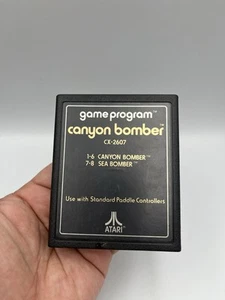 game program™
canyon bomber™
CX-2607
1-6 CANYON BOMBER™
7-8 SEA BOMBER™
Use with Standard Paddle Controllers
ATARI